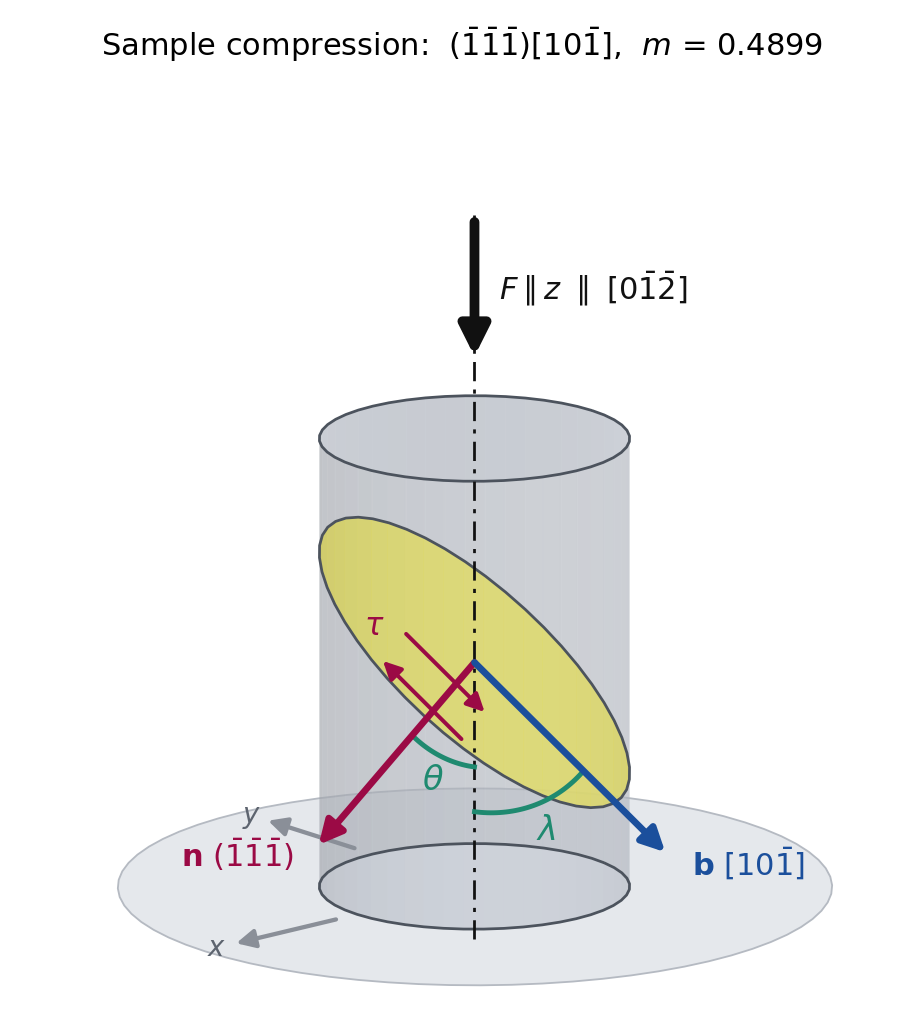 Sample compression: (1̄1̄1̄)[101̄], m = 0.4899
F ∥ z ∥ [01̄2̄]
τ
θ
y
λ
n (1̄1̄1̄)
b [101̄]
x